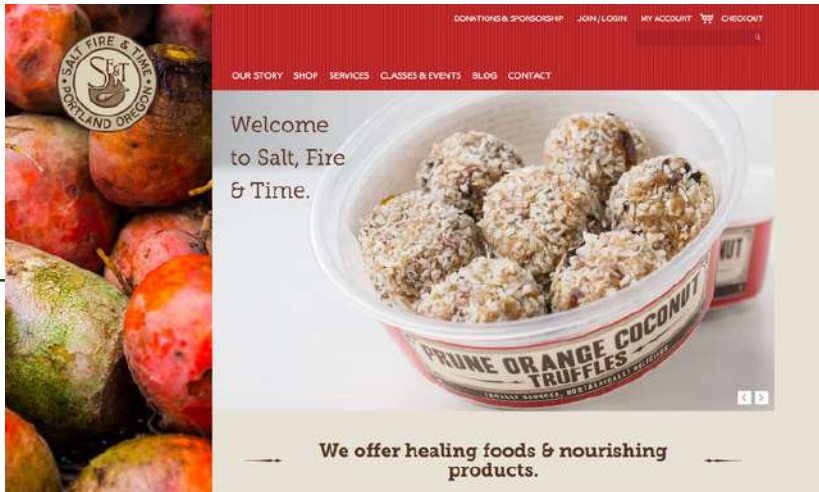 DONATIONS & SPONSORSHIP JOIN / LOGIN MY ACCOUNT CHECKOUT
SALT FIRE & TIME
SF&T
PORTLAND OREGON
OUR STORY SHOP SERVICES CLASSES & EVENTS BLOG CONTACT
Welcome
to Salt, Fire
& Time.
NUT
PRUNE ORANGE COCONUT
TRUFFLES
We offer healing foods & nourishing
products.